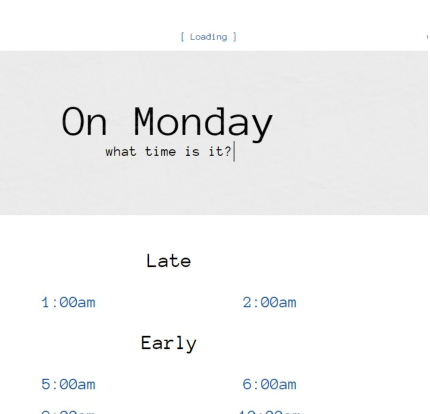 [ Loading ]
On Monday
what time is it?
Late
1:00am 2:00am
Early
5:00am 6:00am